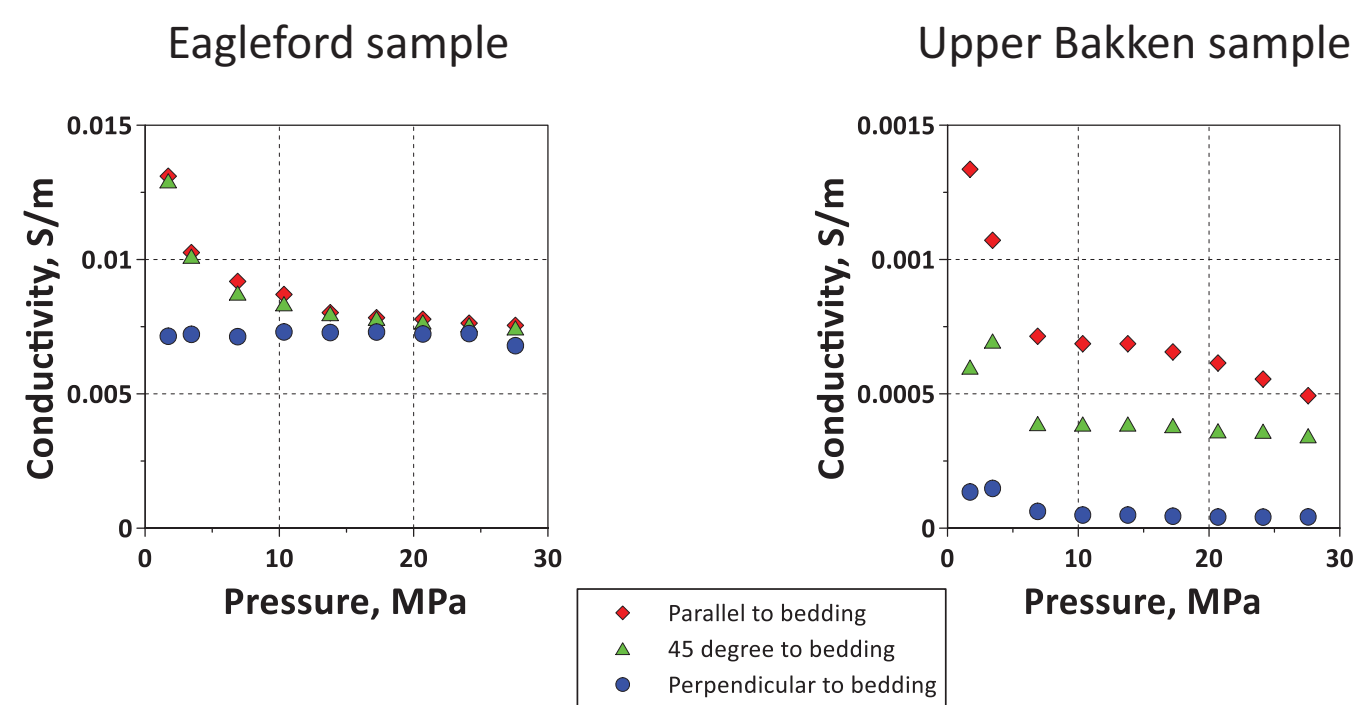 Eagleford sample
Upper Bakken sample
0.015
0.01
0.005
0
Conductivity, S/m
0 10 20 30
Pressure, MPa
0.0015
0.001
0.0005
0
Conductivity, S/m
0 10 20 30
Pressure, MPa
Parallel to bedding
45 degree to bedding
Perpendicular to bedding